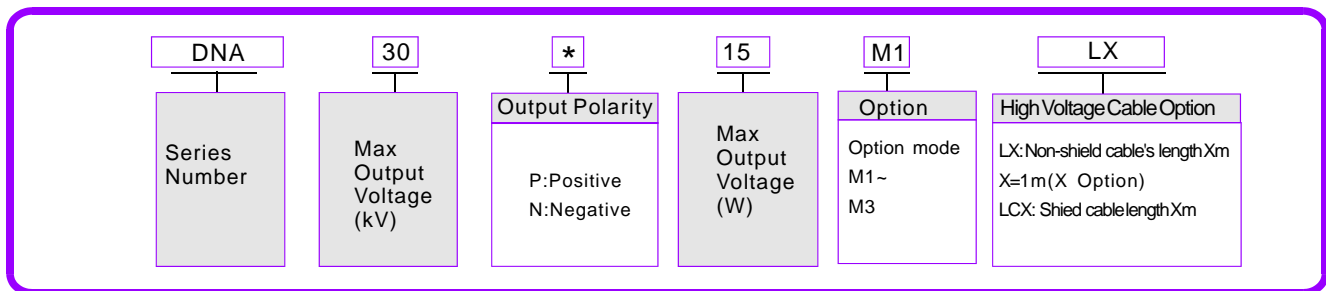 DNA 30 * 15 M1 LX
Series
Number
Max
Output
Voltage
(kV)
Output Polarity
P:Positive
N:Negative
Max
Output
Voltage
(W)
Option
Option mode
M1~
M3
High Voltage Cable Option
LX: Non-shield cable's length Xm
X=1m(X Option)
LCX: Shied cable length Xm